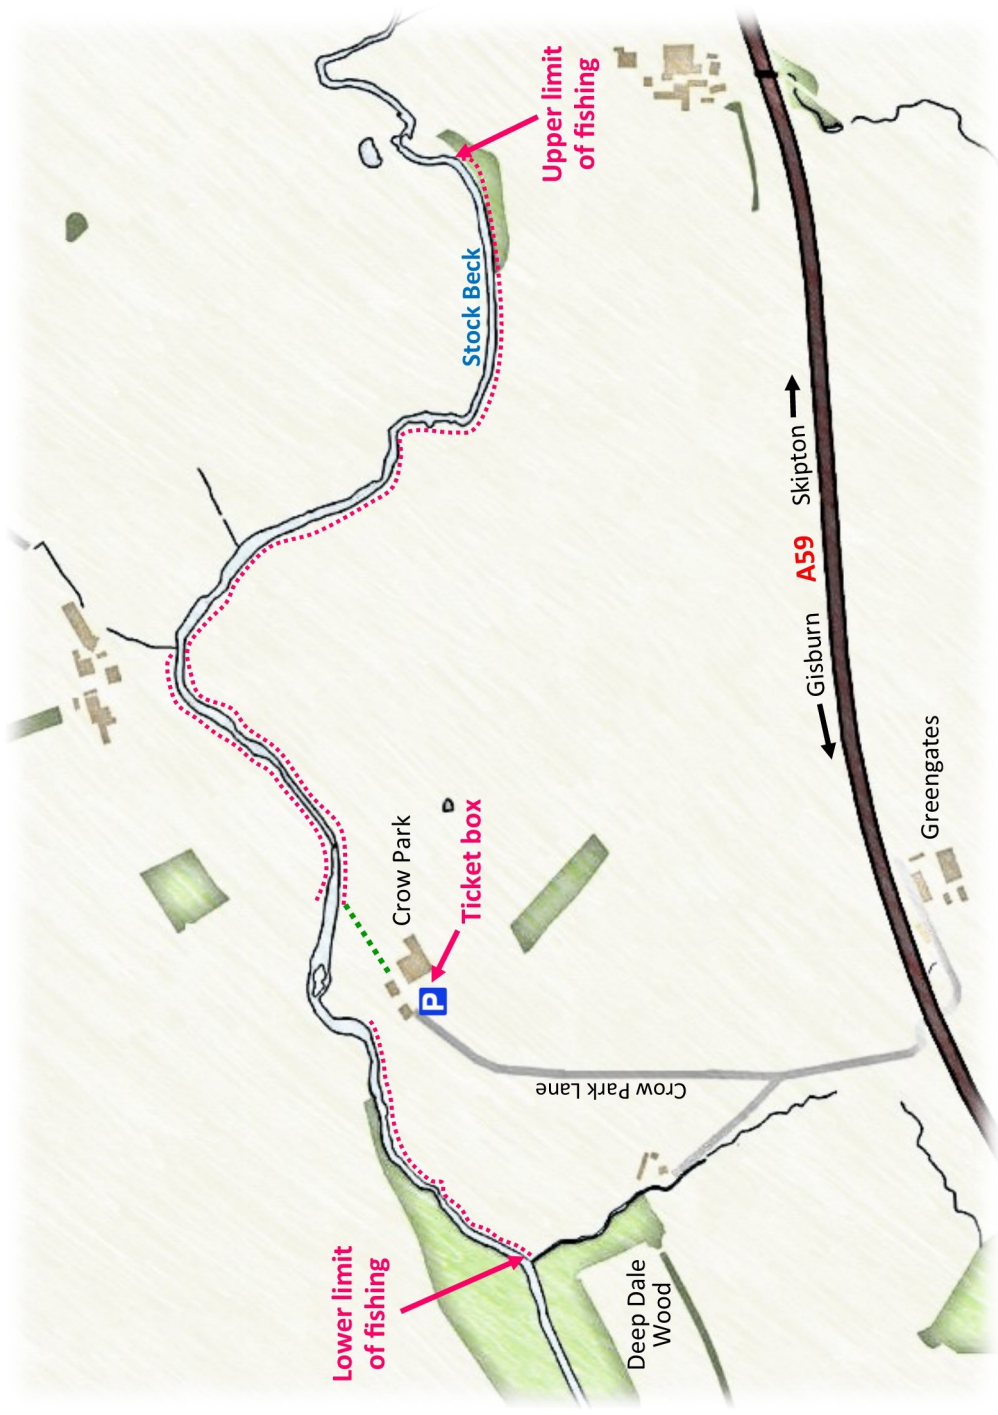 Upper limit
of fishing
Stock Beck
Skipton
A59
Gisburn
Greengates
Crow Park
Ticket box
P
Crow Park Lane
Lower limit
of fishing
Deep Dale
Wood